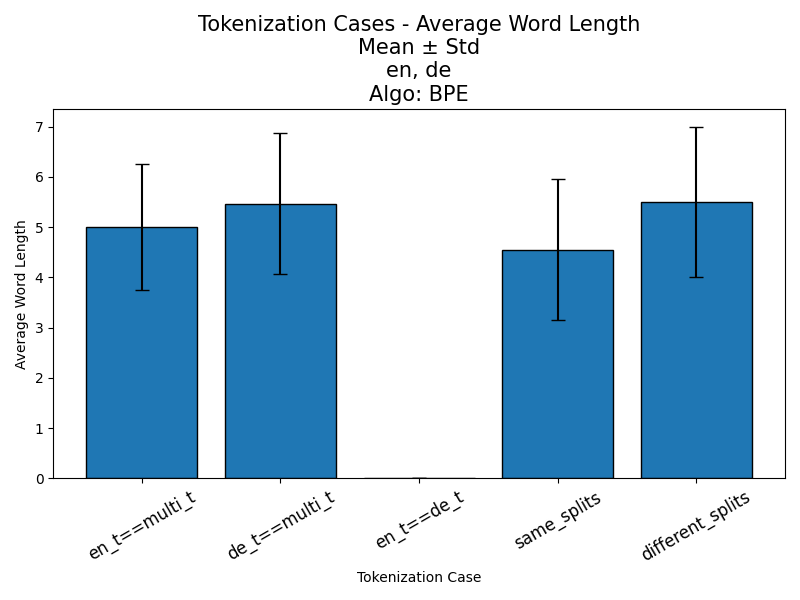 Tokenization Cases - Average Word Length
Mean ± Std
en, de
Algo: BPE
Average Word Length
7
6
5
4
3
2
1
0
en_t==multi_t
de_t==multi_t
en_t==de_t
same_splits
different_splits
Tokenization Case